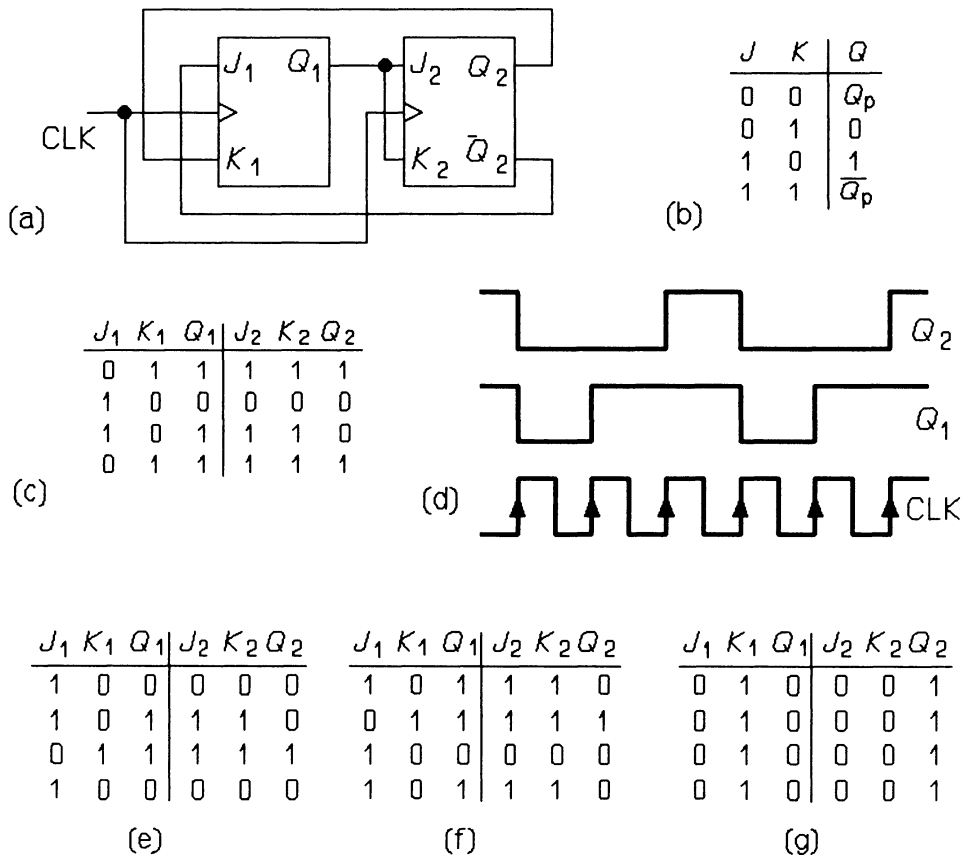 J₁ Q₁ J₂ Q₂
CLK
K₁ K₂ Q̄₂
(a)
J K Q
0 0 Qₚ
0 1 0
1 0 1
1 1 Q̄ₚ
(b)
J₁ K₁ Q₁ J₂ K₂ Q₂
0 1 1 1 1 1
1 0 0 0 0 0
1 0 1 1 1 0
0 1 1 1 1 1
(c)
Q₂
Q₁
CLK
(d)
J₁ K₁ Q₁ J₂ K₂ Q₂
1 0 0 0 0 0
1 0 1 1 1 0
0 1 1 1 1 1
1 0 0 0 0 0
(e)
J₁ K₁ Q₁ J₂ K₂ Q₂
1 0 1 1 1 0
0 1 1 1 1 1
1 0 0 0 0 0
1 0 1 1 1 0
(f)
J₁ K₁ Q₁ J₂ K₂ Q₂
0 1 0 0 0 1
0 1 0 0 0 1
0 1 0 0 0 1
0 1 0 0 0 1
(g)